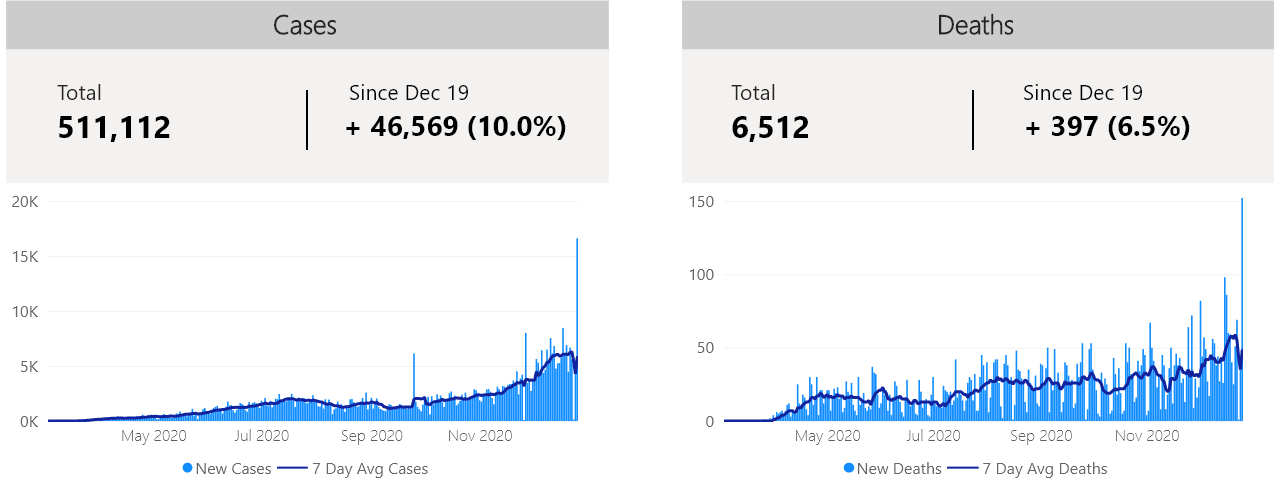 Cases
Total
511,112
Since Dec 19
+ 46,569 (10.0%)
20K
15K
10K
5K
0K
May 2020 Jul 2020 Sep 2020 Nov 2020
New Cases 7 Day Avg Cases
Deaths
Total
6,512
Since Dec 19
+ 397 (6.5%)
150
100
50
0
May 2020 Jul 2020 Sep 2020 Nov 2020
New Deaths 7 Day Avg Deaths